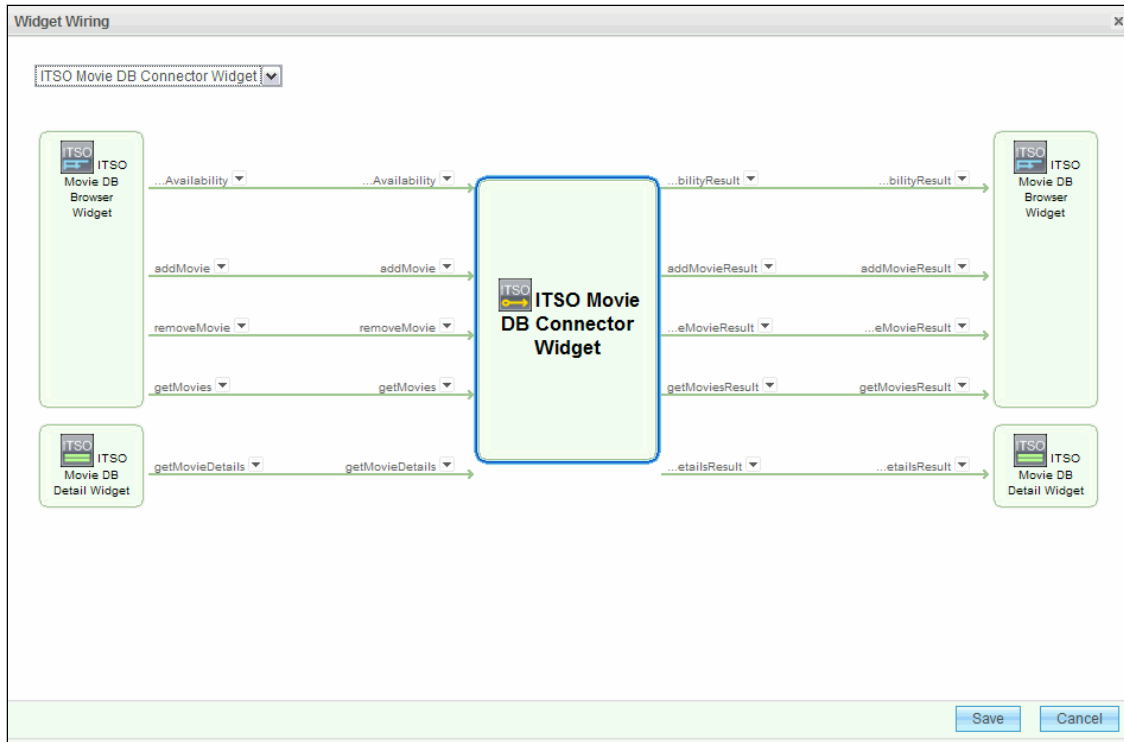 Widget Wiring
ITSO Movie DB Connector Widget
ITSO
ITSO
Movie DB
Browser
Widget
...Availability
...Availability
addMovie
addMovie
removeMovie
removeMovie
getMovies
getMovies
ITSO
ITSO
Movie DB
Detail Widget
getMovieDetails
getMovieDetails
ITSO
ITSO Movie
DB Connector
Widget
...bilityResult
...bilityResult
addMovieResult
addMovieResult
...eMovieResult
...eMovieResult
getMoviesResult
getMoviesResult
...etailsResult
...etailsResult
ITSO
ITSO
Movie DB
Browser
Widget
ITSO
ITSO
Movie DB
Detail Widget
Save
Cancel